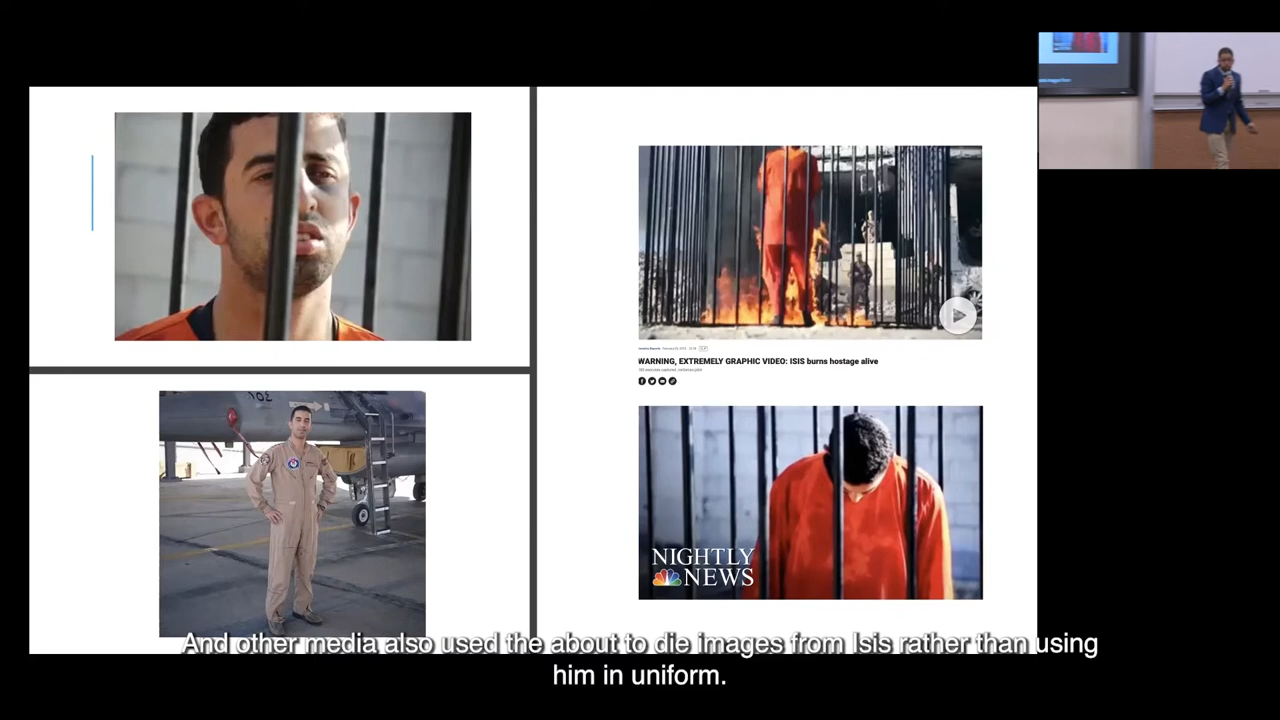 ١٥٤
WARNING, EXTREMELY GRAPHIC VIDEO: ISIS burns hostage alive
NIGHTLY
NEWS
And other media also used the about to die images from Isis rather than using
him in uniform.